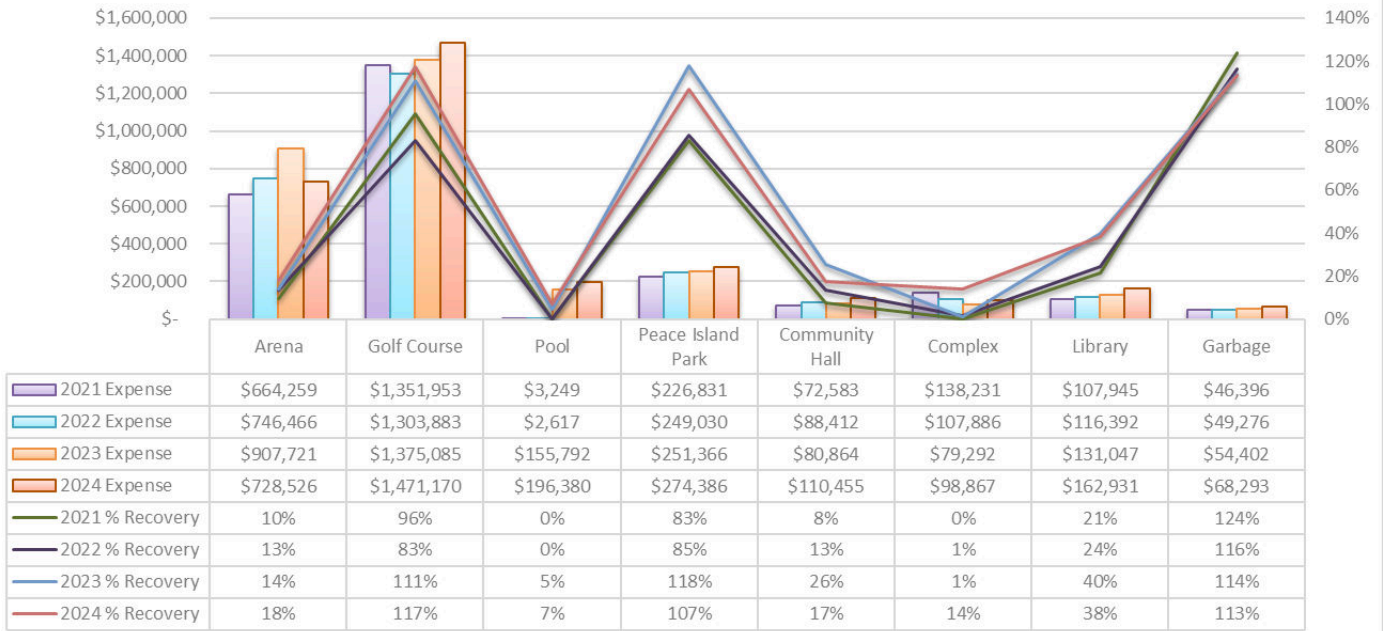 $1,600,000 140%
$1,400,000 120%
$1,200,000 100%
$1,000,000
$800,000 80%
$600,000 60%
$400,000 40%
$200,000 20%
$- 0%
Arena Golf Course Pool Peace Island Park Community Hall Complex Library Garbage
2021 Expense $664,259 $1,351,953 $3,249 $226,831 $72,583 $138,231 $107,945 $46,396
2022 Expense $746,466 $1,303,883 $2,617 $249,030 $88,412 $107,886 $116,392 $49,276
2023 Expense $907,721 $1,375,085 $155,792 $251,366 $80,864 $79,292 $131,047 $54,402
2024 Expense $728,526 $1,471,170 $196,380 $274,386 $110,455 $98,867 $162,931 $68,293
2021 % Recovery 10% 96% 0% 83% 8% 0% 21% 124%
2022 % Recovery 13% 83% 0% 85% 13% 1% 24% 116%
2023 % Recovery 14% 111% 5% 118% 26% 1% 40% 114%
2024 % Recovery 18% 117% 7% 107% 17% 14% 38% 113%